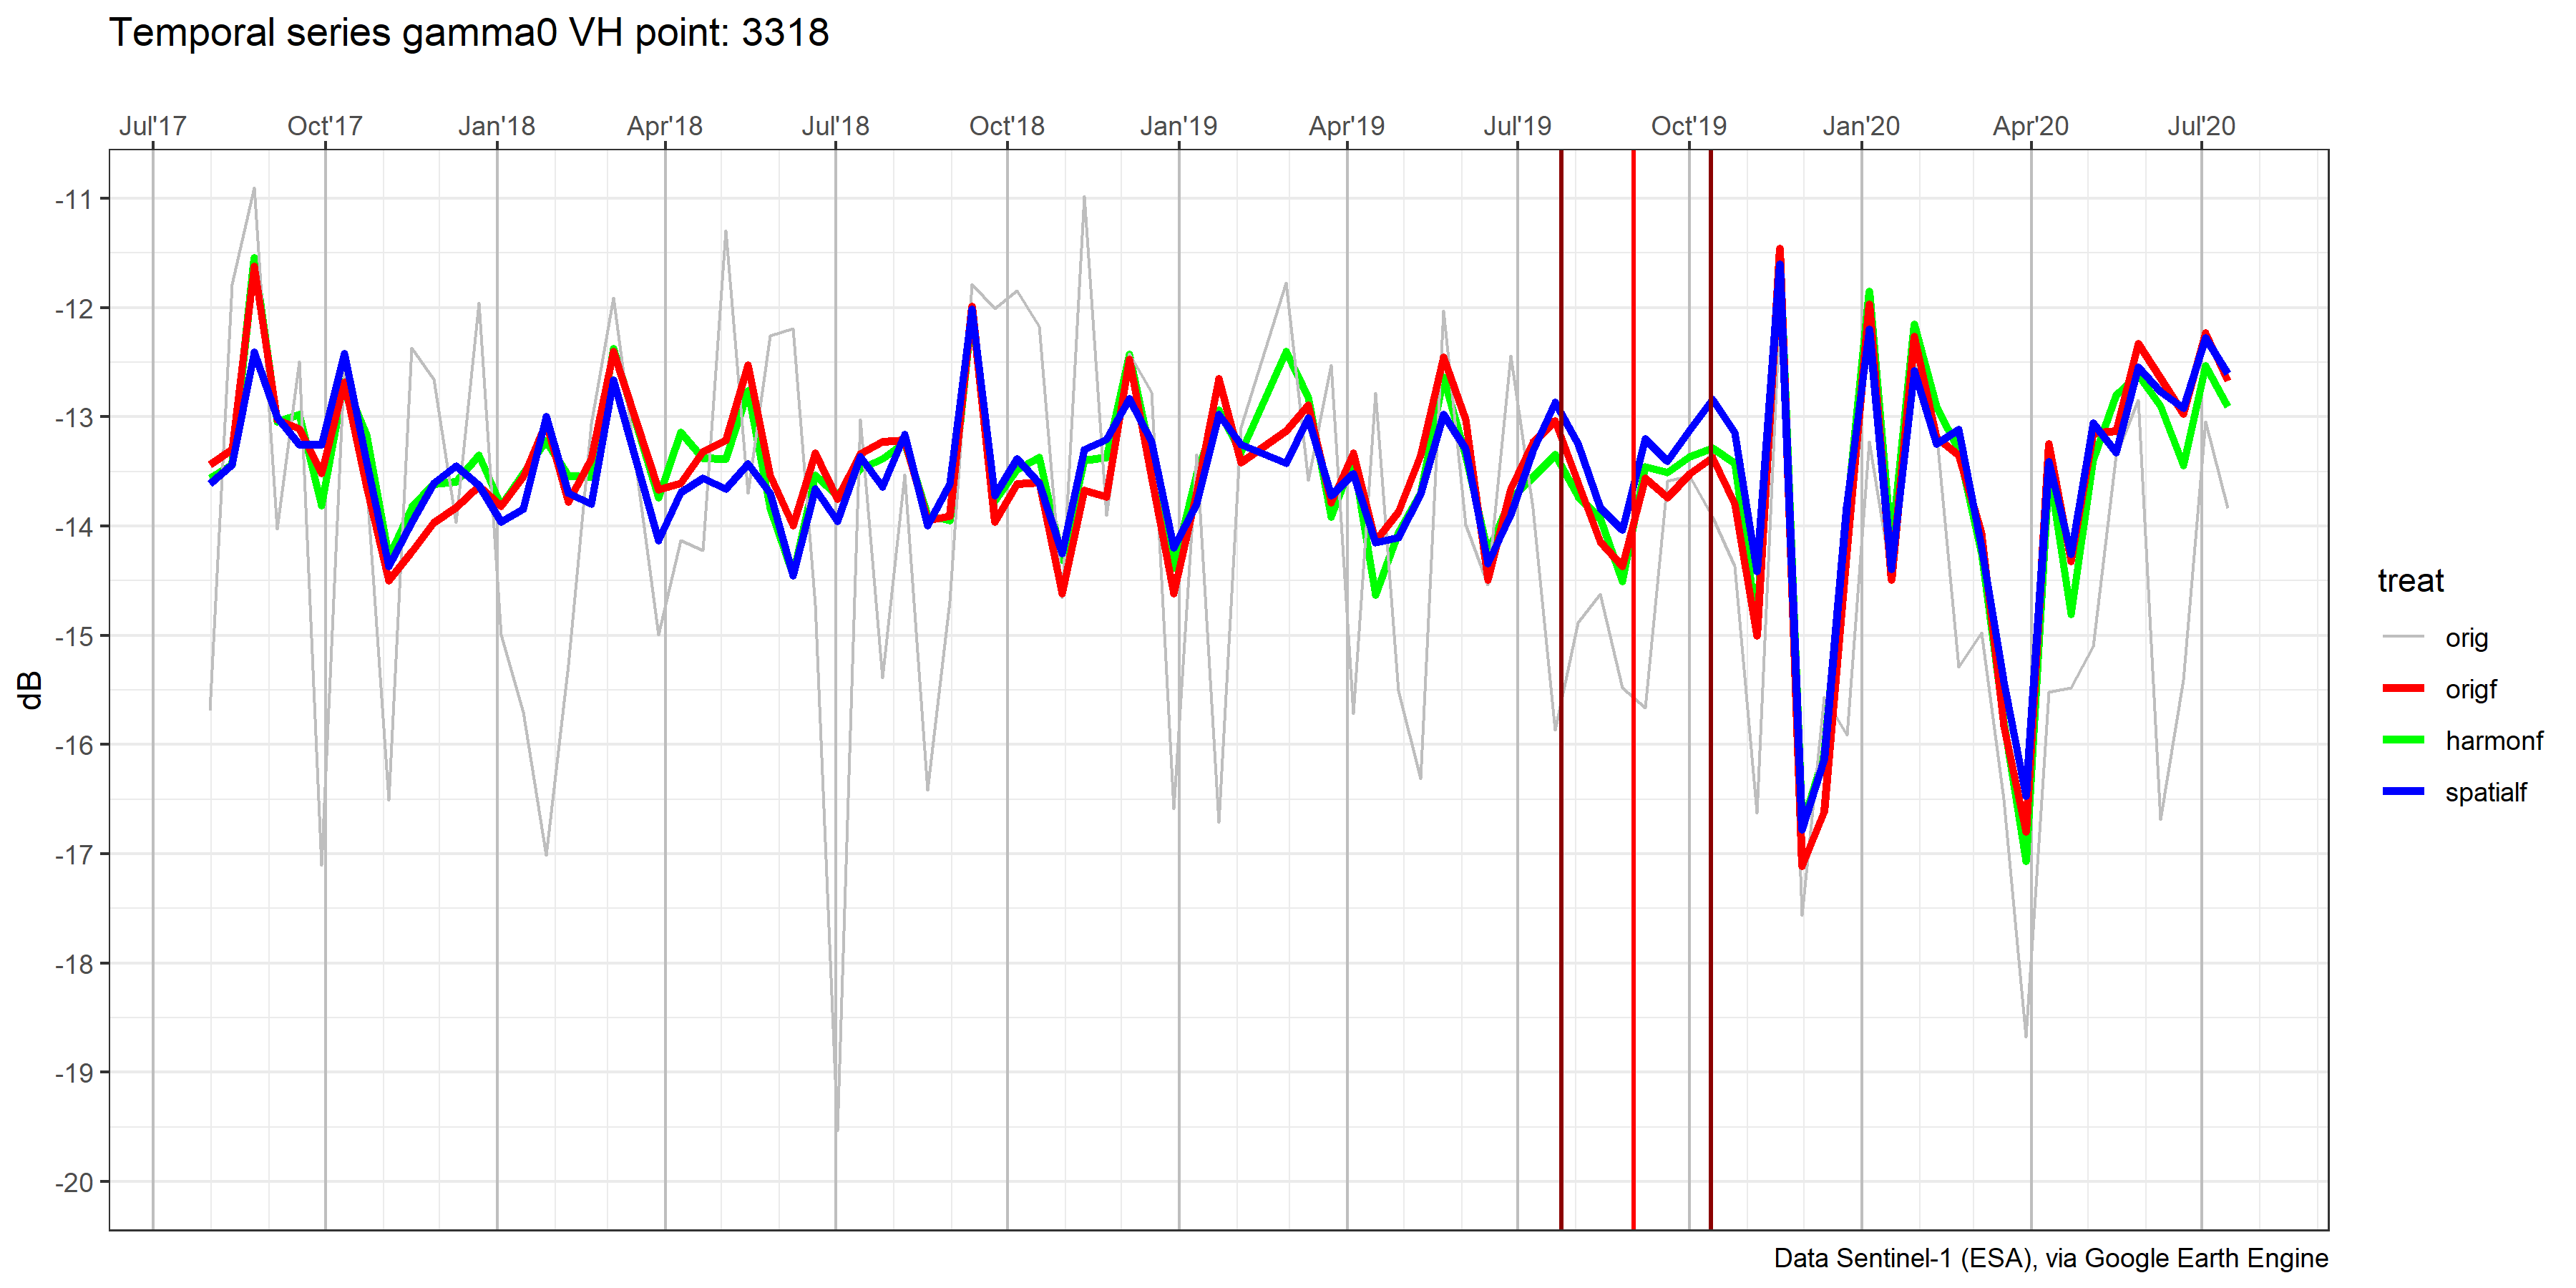 Temporal series gamma0 VH point: 3318
Jul'17 Oct'17 Jan'18 Apr'18 Jul'18 Oct'18 Jan'19 Apr'19 Jul'19 Oct'19 Jan'20 Apr'20 Jul'20
-11
-12
-13
-14
-15
-16
-17
-18
-19
-20
dB
treat
orig
origf
harmonf
spatialf
Data Sentinel-1 (ESA), via Google Earth Engine